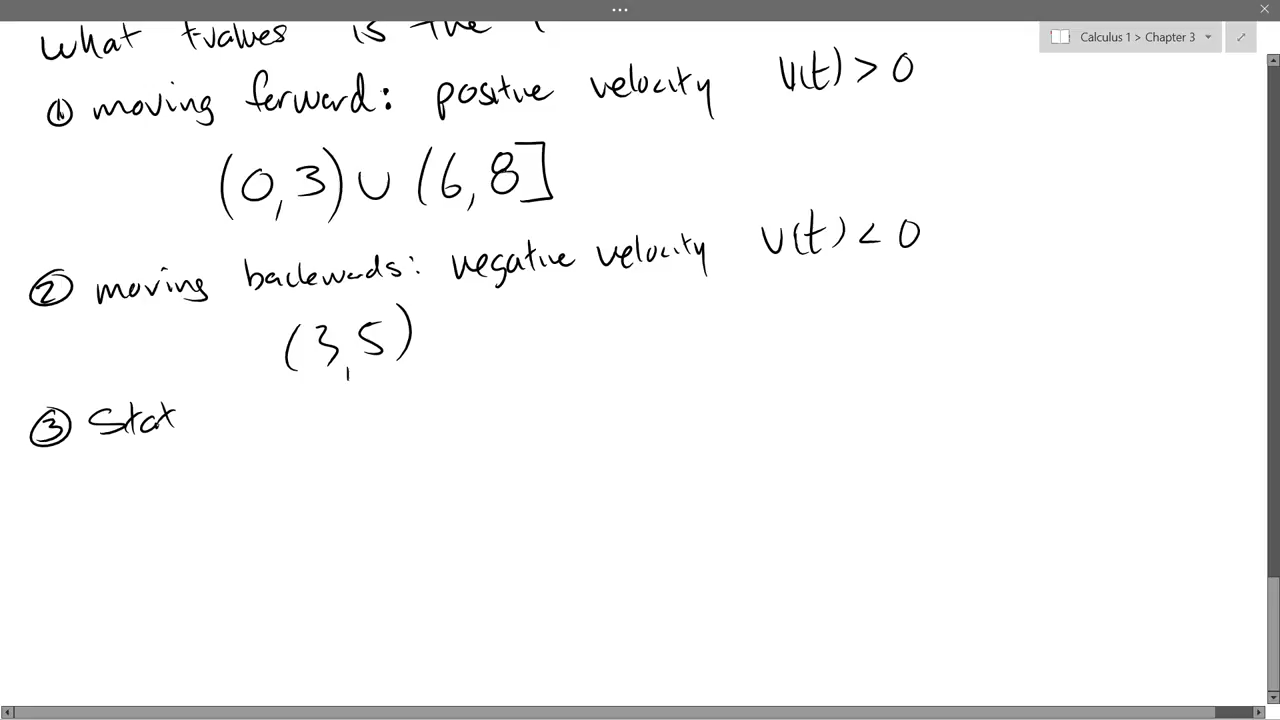 Calculus 1 > Chapter 3
What t-values is the
① moving forward: positive velocity v(t) > 0
(0,3) ∪ (6,8]
② moving backwards: negative velocity v(t) < 0
(3,5)
③ Stat